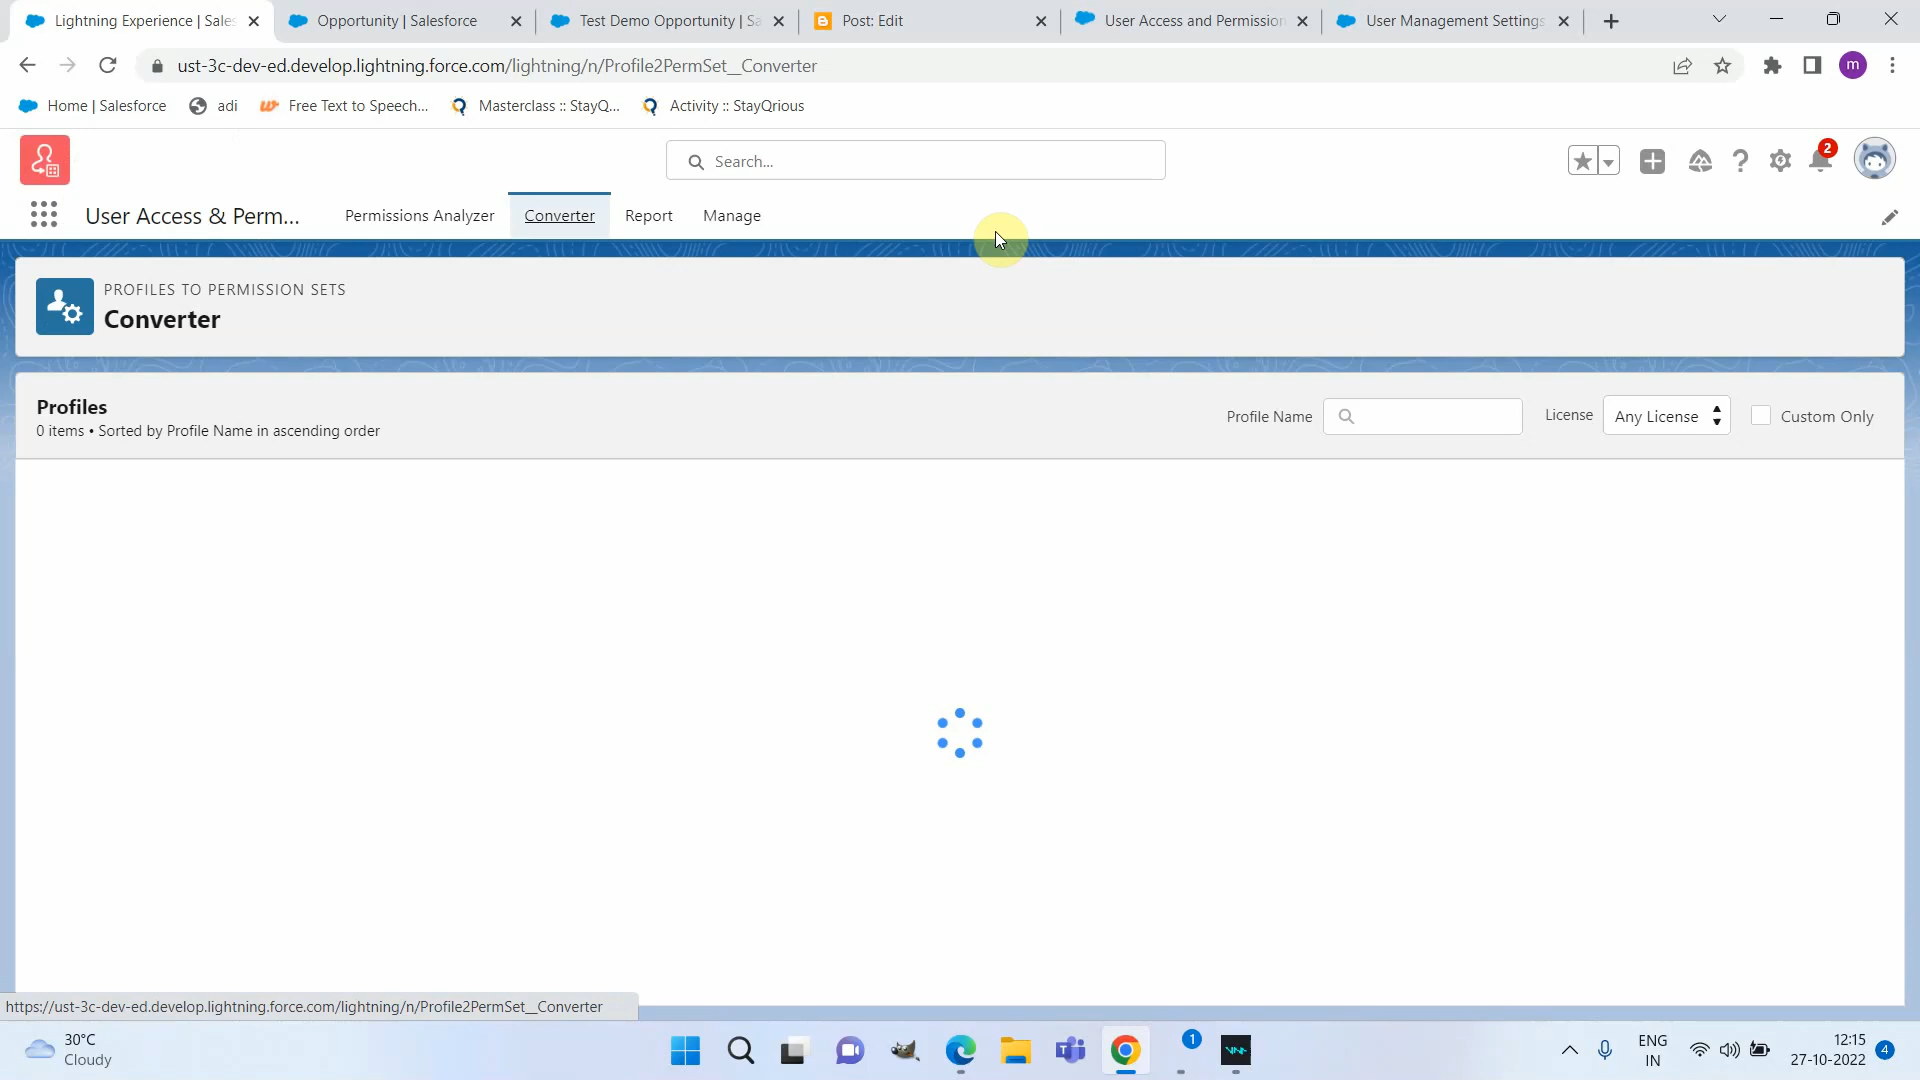 Lightning Experience | Sales
Opportunity | Salesforce
Test Demo Opportunity | Sa
Post: Edit
User Access and Permission
User Management Settings
ust-3c-dev-ed.develop.lightning.force.com/lightning/n/Profile2PermSet__Converter
m
Home | Salesforce
adi
Free Text to Speech...
Masterclass :: StayQ...
Activity :: StayQrious
Search...
2
User Access & Perm...
Permissions Analyzer
Converter
Report
Manage
PROFILES TO PERMISSION SETS
Converter
Profiles
0 items • Sorted by Profile Name in ascending order
Profile Name
License
Any License
Custom Only
https://ust-3c-dev-ed.develop.lightning.force.com/lightning/n/Profile2PermSet__Converter
30°C
Cloudy
1
ENG
IN
12:15
27-10-2022
4